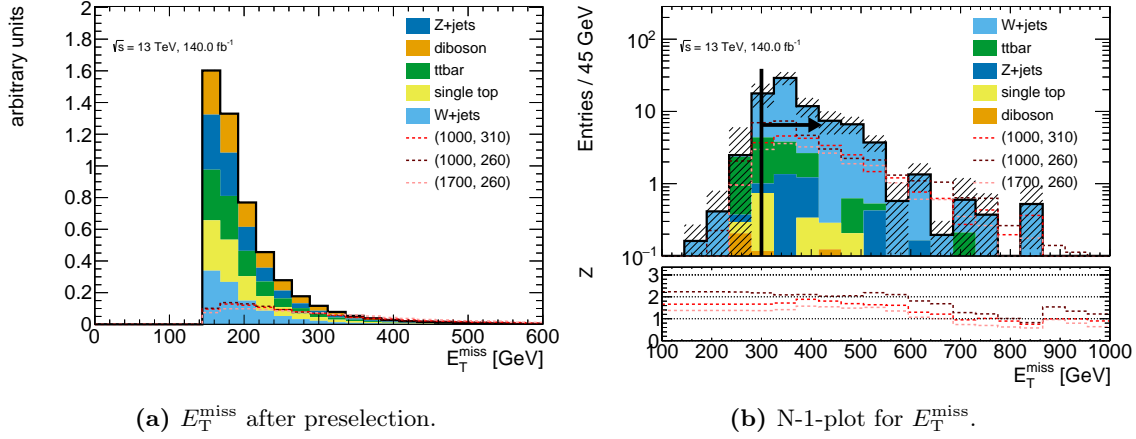 arbitrary units
2
1.8
1.6
1.4
1.2
1
0.8
0.6
0.4
0.2
0
√s = 13 TeV, 140.0 fb⁻¹
Z+jets
diboson
ttbar
single top
W+jets
(1000, 310)
(1000, 260)
(1700, 260)
0 100 200 300 400 500 600
E_T^miss [GeV]
(a) E_T^miss after preselection.
Entries / 45 GeV
10²
10
1
10⁻¹
√s = 13 TeV, 140.0 fb⁻¹
W+jets
ttbar
Z+jets
single top
diboson
(1000, 310)
(1000, 260)
(1700, 260)
Z
3
2
1
0
100 200 300 400 500 600 700 800 900 1000
E_T^miss [GeV]
(b) N-1-plot for E_T^miss.